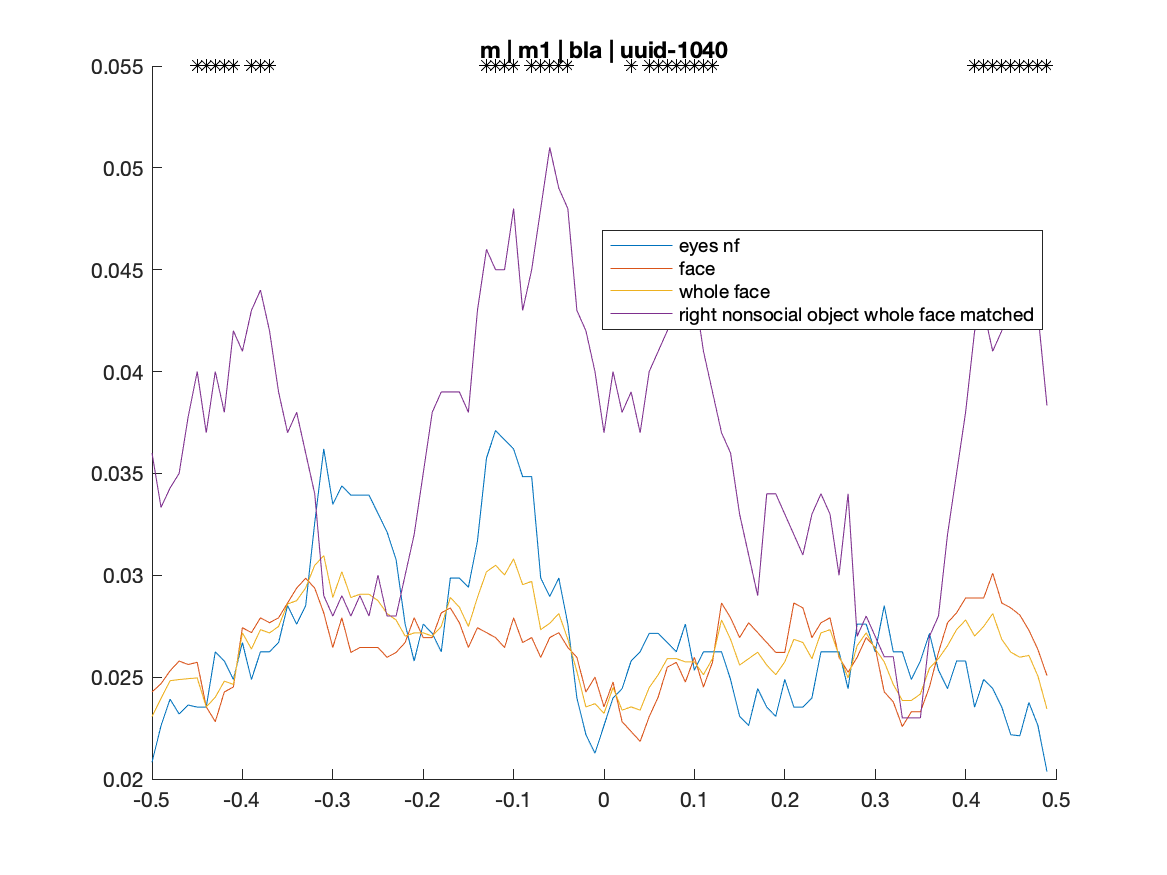 m | m1 | bla | uuid-1040
0.055
0.05
0.045
0.04
0.035
0.03
0.025
0.02
eyes nf
face
whole face
right nonsocial object whole face matched
-0.5 -0.4 -0.3 -0.2 -0.1 0 0.1 0.2 0.3 0.4 0.5